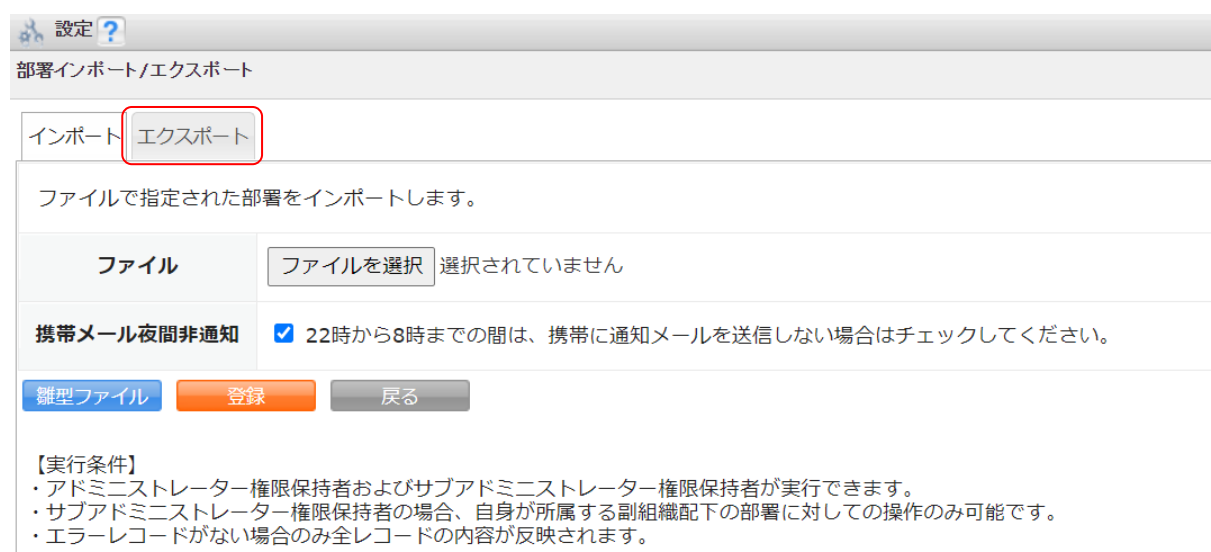 設定 ?
部署インポート/エクスポート
インポート エクスポート
ファイルで指定された部署をインポートします。
ファイル ファイルを選択 選択されていません
携帯メール夜間非通知 22時から8時までの間は、携帯に通知メールを送信しない場合はチェックしてください。
雛型ファイル 登録 戻る
【実行条件】
・アドミニストレーター権限保持者およびサブアドミニストレーター権限保持者が実行できます。
・サブアドミニストレーター権限保持者の場合、自身が所属する副組織配下の部署に対しての操作のみ可能です。
・エラーレコードがない場合のみ全レコードの内容が反映されます。